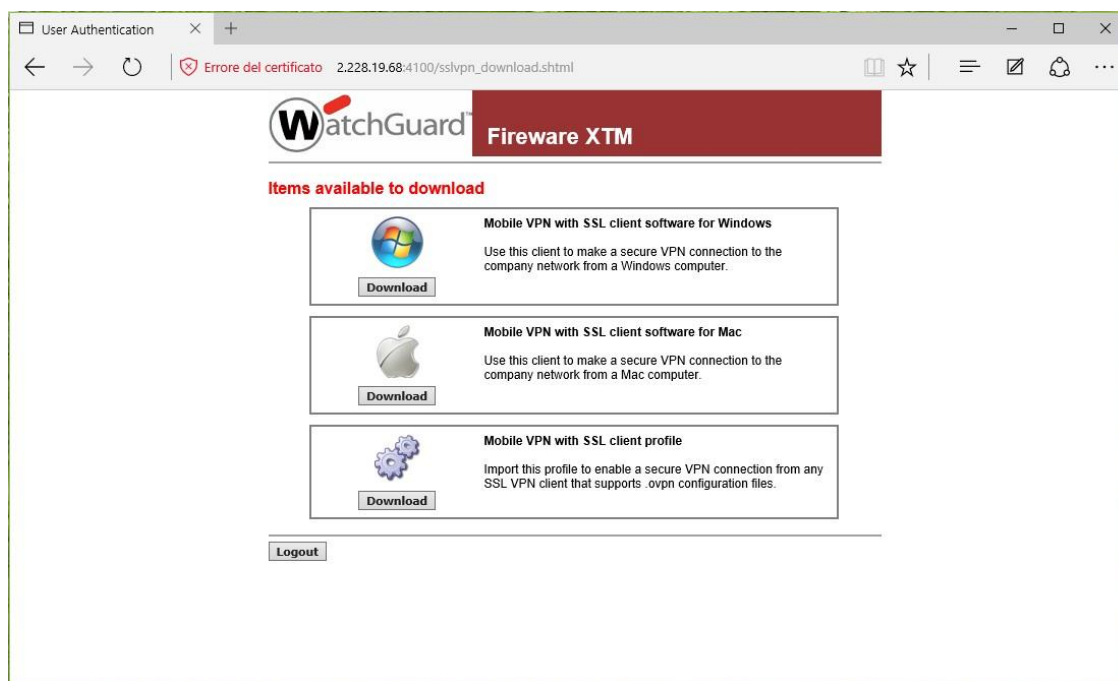 User Authentication
Errore del certificato 2.228.19.68:4100/sslvpn_download.shtml
WatchGuard™
Fireware XTM
Items available to download
Mobile VPN with SSL client software for Windows
Use this client to make a secure VPN connection to the
company network from a Windows computer.
Download
Mobile VPN with SSL client software for Mac
Use this client to make a secure VPN connection to the
company network from a Mac computer.
Download
Mobile VPN with SSL client profile
Import this profile to enable a secure VPN connection from any
SSL VPN client that supports .ovpn configuration files.
Download
Logout